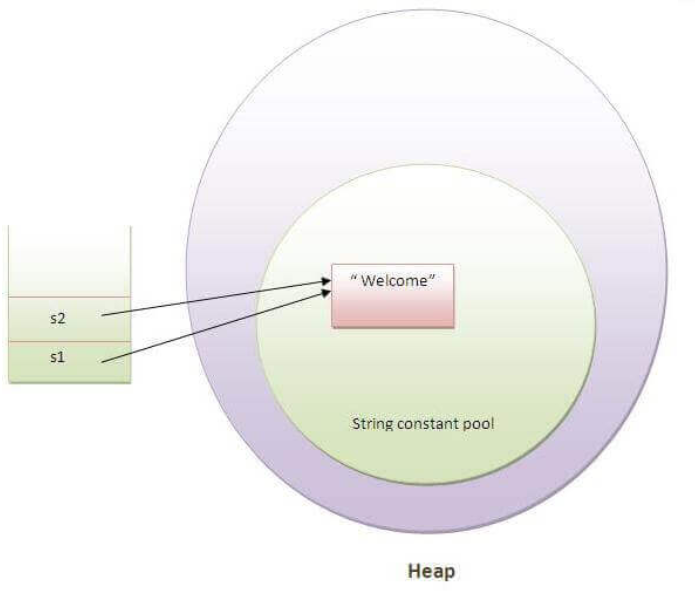 “ Welcome”
s2
s1
String constant pool
Heap